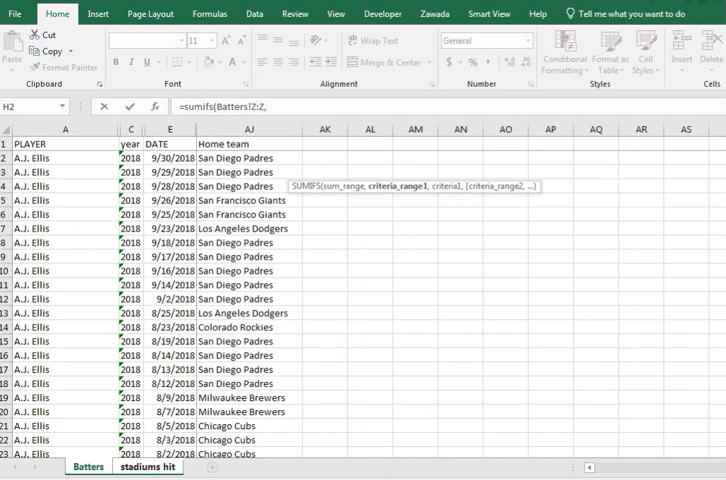 File Home Insert Page Layout Formulas Data Review View Developer Zawada Smart View Help Tell me what you want to do
Cut
Copy
Format Painter
Paste
11 A A
B I U A
Wrap Text
Merge & Center
General
$ % ,
Conditional Formatting
Format as Table
Cell Styles
Insert Delete
Clipboard Font Alignment Number Styles Cells
H2 fx =sumifs(Batters!Z:Z,
A C E AJ AK AL AM AN AO AP AQ AR AS
1 PLAYER year DATE Home team
2 A.J. Ellis 2018 9/30/2018 San Diego Padres
3 A.J. Ellis 2018 9/29/2018 San Diego Padres
4 A.J. Ellis 2018 9/28/2018 San Diego Padres
SUMIFS(sum_range, criteria_range1, criteria1, [criteria_range2, ...)
5 A.J. Ellis 2018 9/26/2018 San Francisco Giants
6 A.J. Ellis 2018 9/25/2018 San Francisco Giants
7 A.J. Ellis 2018 9/23/2018 Los Angeles Dodgers
8 A.J. Ellis 2018 9/18/2018 San Diego Padres
9 A.J. Ellis 2018 9/17/2018 San Diego Padres
10 A.J. Ellis 2018 9/16/2018 San Diego Padres
11 A.J. Ellis 2018 9/14/2018 San Diego Padres
12 A.J. Ellis 2018 9/2/2018 San Diego Padres
13 A.J. Ellis 2018 8/25/2018 Los Angeles Dodgers
14 A.J. Ellis 2018 8/23/2018 Colorado Rockies
15 A.J. Ellis 2018 8/19/2018 San Diego Padres
16 A.J. Ellis 2018 8/14/2018 San Diego Padres
17 A.J. Ellis 2018 8/13/2018 San Diego Padres
18 A.J. Ellis 2018 8/12/2018 San Diego Padres
19 A.J. Ellis 2018 8/9/2018 Milwaukee Brewers
20 A.J. Ellis 2018 8/7/2018 Milwaukee Brewers
21 A.J. Ellis 2018 8/5/2018 Chicago Cubs
22 A.J. Ellis 2018 8/3/2018 Chicago Cubs
23 A.J. Ellis 2018 8/2/2018 Chicago Cubs
Batters stadiums hit